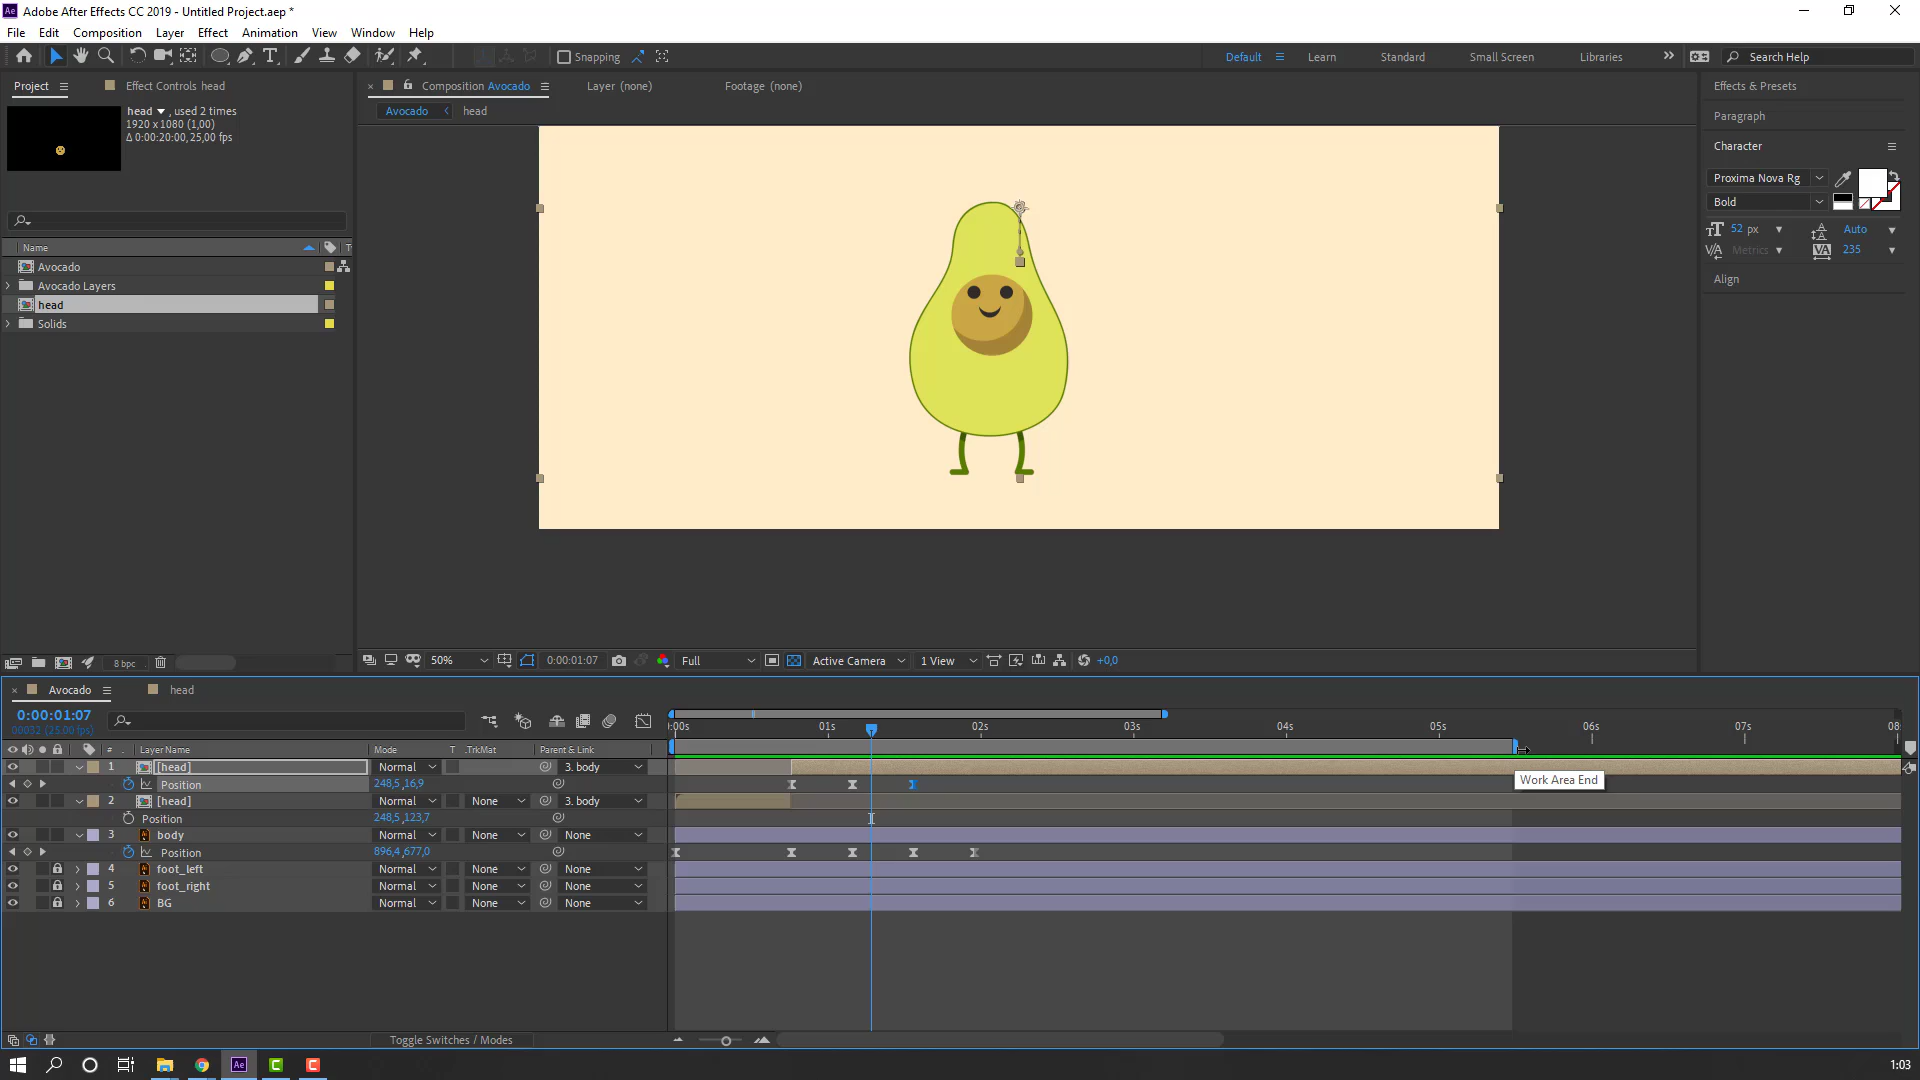 Ae Adobe After Effects CC 2019 - Untitled Project.aep *
File Edit Composition Layer Effect Animation View Window Help
Snapping Default Learn Standard Small Screen Libraries Search Help
Project Effect Controls head
head , used 2 times
1920 x 1080 (1,00)
Δ 0:00:20:00, 25,00 fps
Name T
Avocado
Avocado Layers
head
Solids
8 bpc
Composition Avocado Layer (none) Footage (none)
Avocado head
50% 0:00:01:07 Full Active Camera 1 View +0,0
Effects & Presets
Paragraph
Character
Proxima Nova Rg
Bold
52 px Auto
Metrics 235
Align
Avocado head
0:00:01:07
00032 (25.00 fps)
:00s 01s 02s 03s 04s 05s 06s 07s 08
# Layer Name Mode T .TrkMat Parent & Link
1 [head] Normal 3. body
Position 248,5,16,9
2 [head] Normal None 3. body
Position 248,5,123,7
3 body Normal None None
Position 896,4,677,0
4 foot_left Normal None None
5 foot_right Normal None None
6 BG Normal None None
Work Area End
Toggle Switches / Modes
Ae C C 1:03